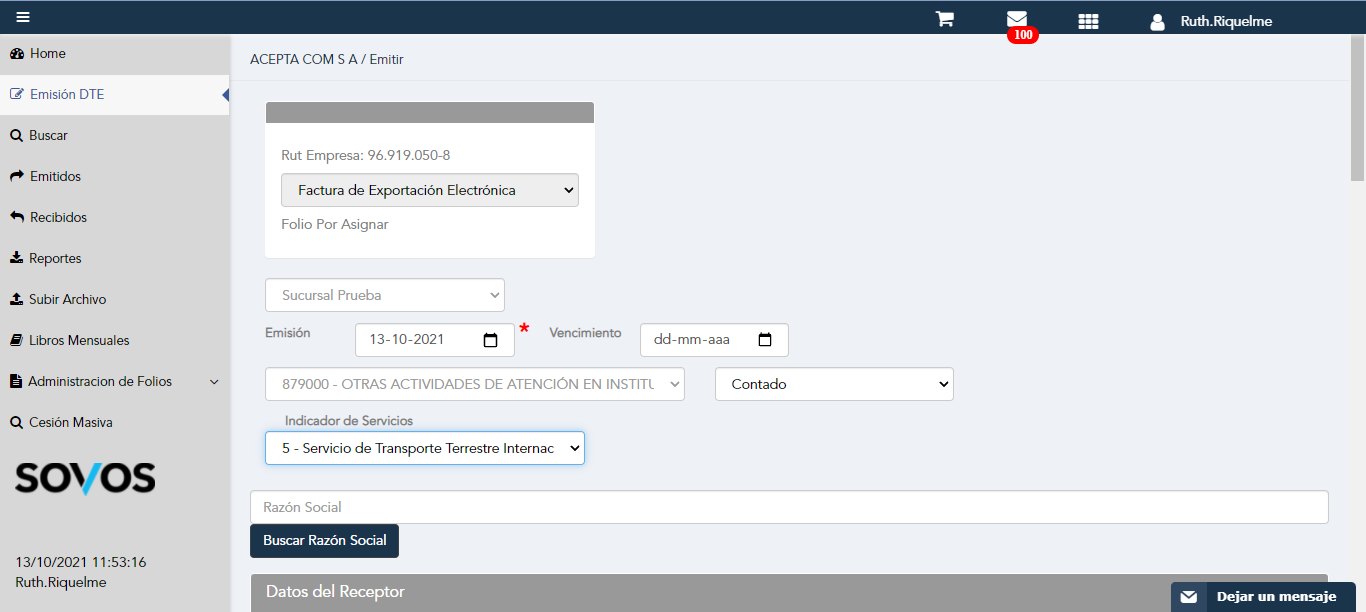 100
Ruth.Riquelme
Home
Emisión DTE
Buscar
Emitidos
Recibidos
Reportes
Subir Archivo
Libros Mensuales
Administracion de Folios
Cesión Masiva
SOVOS
13/10/2021 11:53:16
Ruth.Riquelme
ACEPTA COM S A / Emitir
Rut Empresa: 96.919.050-8
Factura de Exportación Electrónica
Folio Por Asignar
Sucursal Prueba
Emisión 13-10-2021 * Vencimiento dd-mm-aaa
879000 - OTRAS ACTIVIDADES DE ATENCIÓN EN INSTITU Contado
Indicador de Servicios
5 - Servicio de Transporte Terrestre Internac
Razón Social
Buscar Razón Social
Datos del Receptor
Dejar un mensaje